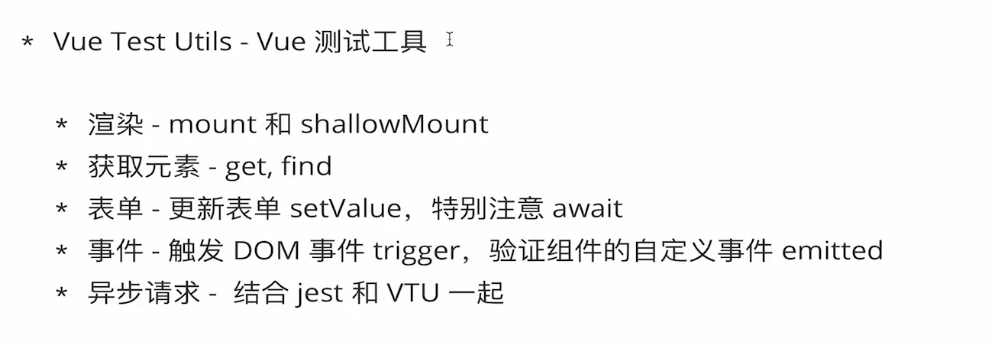 * Vue Test Utils - Vue 测试工具
* 渲染 - mount 和 shallowMount
* 获取元素 - get, find
* 表单 - 更新表单 setValue，特别注意 await
* 事件 - 触发 DOM 事件 trigger，验证组件的自定义事件 emitted
* 异步请求 - 结合 jest 和 VTU 一起